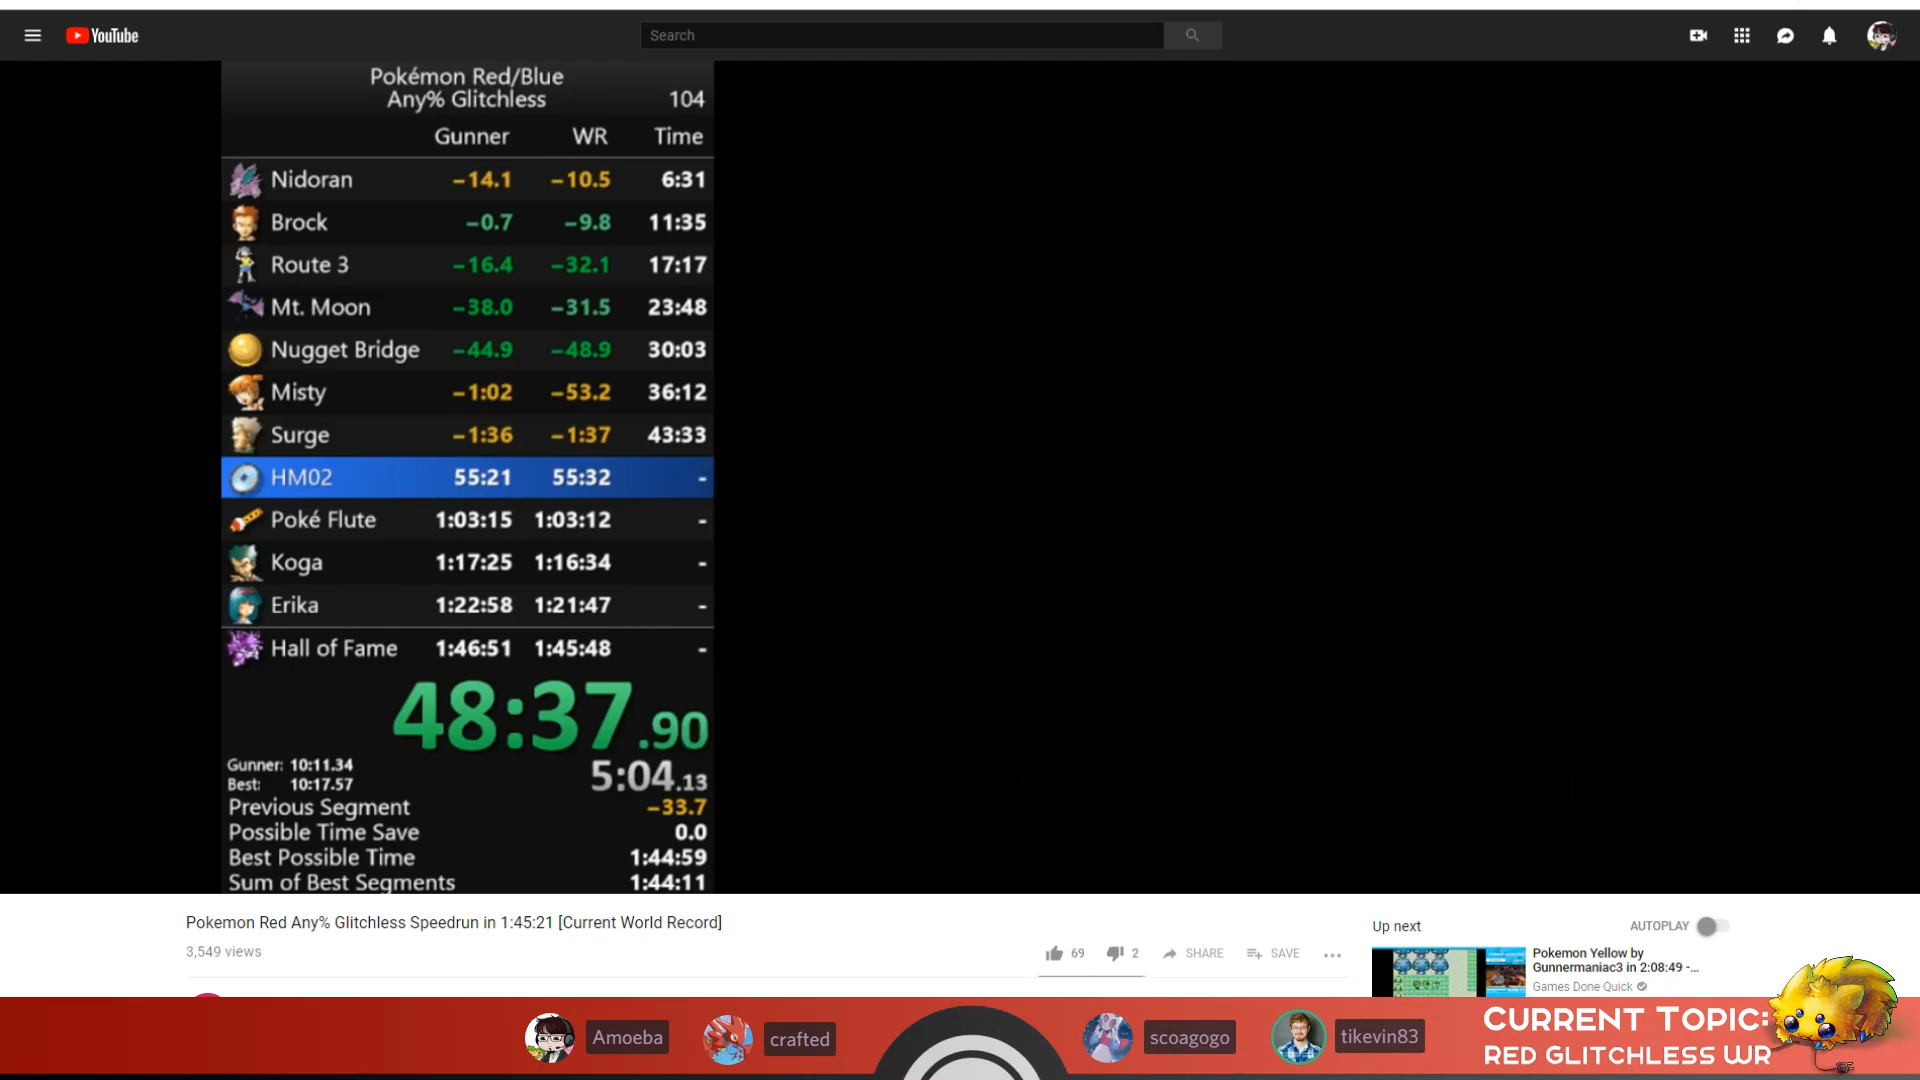 YouTube
Search
Pokémon Red/Blue
Any% Glitchless 104
Gunner WR Time
Nidoran −14.1 −10.5 6:31
Brock −0.7 −9.8 11:35
Route 3 −16.4 −32.1 17:17
Mt. Moon −38.0 −31.5 23:48
Nugget Bridge −44.9 −48.9 30:03
Misty −1:02 −53.2 36:12
Surge −1:36 −1:37 43:33
HM02 55:21 55:32 -
Poké Flute 1:03:15 1:03:12 -
Koga 1:17:25 1:16:34 -
Erika 1:22:58 1:21:47 -
Hall of Fame 1:46:51 1:45:48 -
48:37.90
Gunner: 10:11.34
Best: 10:17.57
5:04.13
Previous Segment −33.7
Possible Time Save 0.0
Best Possible Time 1:44:59
Sum of Best Segments 1:44:11
Pokemon Red Any% Glitchless Speedrun in 1:45:21 [Current World Record]
3,549 views
69 2 SHARE SAVE ...
Up next AUTOPLAY
Pokemon Yellow by
Gunnermaniac3 in 2:08:49 -...
Games Done Quick
Amoeba crafted scoagogo tikevin83
CURRENT TOPIC:
RED GLITCHLESS WR